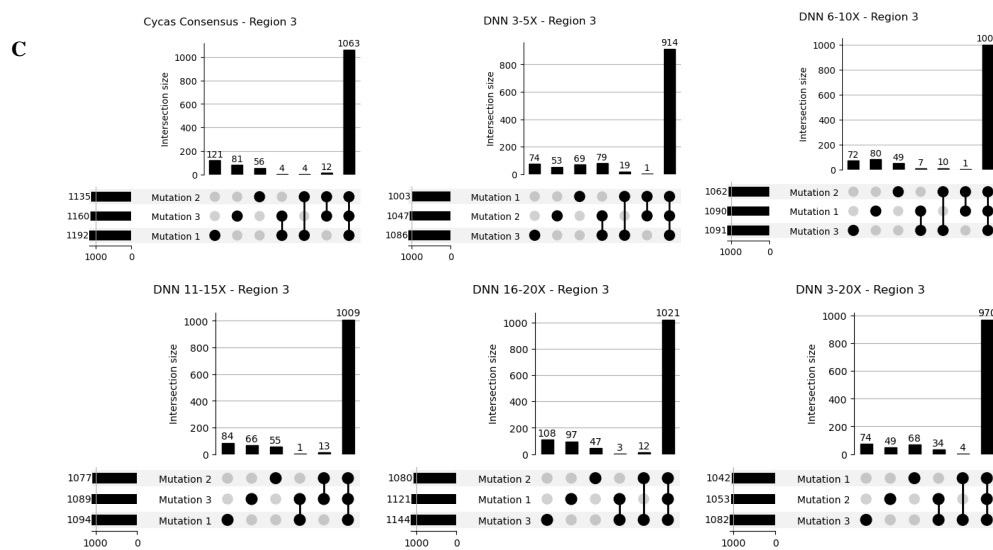 C
Cycas Consensus - Region 3
1063
1000
800
600
400
200
0
Intersection size
121 81 56 4 4 12
1135 Mutation 2
1160 Mutation 3
1192 Mutation 1
1000 0
DNN 3-5X - Region 3
914
800
600
400
200
0
Intersection size
74 53 69 79 19 1
1003 Mutation 1
1047 Mutation 2
1086 Mutation 3
1000 0
DNN 6-10X - Region 3
1000
800
600
400
200
0
Intersection size
72 80 49 7 10 1
1062 Mutation 2
1090 Mutation 1
1091 Mutation 3
1000 0
DNN 11-15X - Region 3
1009
1000
800
600
400
200
0
Intersection size
84 66 55 1 13
1077 Mutation 2
1089 Mutation 3
1094 Mutation 1
1000 0
DNN 16-20X - Region 3
1021
1000
800
600
400
200
0
Intersection size
108 97 47 3 12
1080 Mutation 2
1121 Mutation 1
1144 Mutation 3
1000 0
DNN 3-20X - Region 3
970
800
600
400
200
0
Intersection size
74 49 68 34 4
1042 Mutation 1
1053 Mutation 2
1082 Mutation 3
1000 0